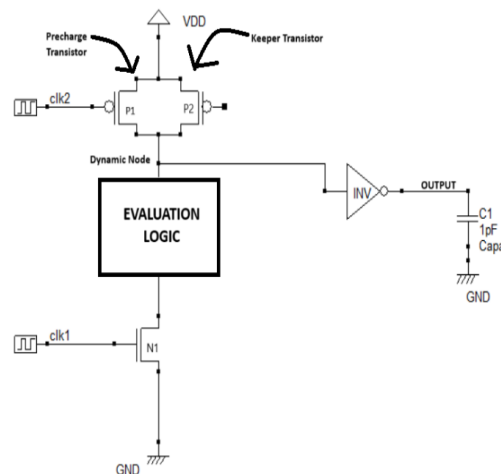 VDD
Precharge
Transistor
Keeper Transistor
clk2
P1
P2
Dynamic Node
EVALUATION
LOGIC
INV
OUTPUT
C1
1pF
Capa
GND
clk1
N1
GND